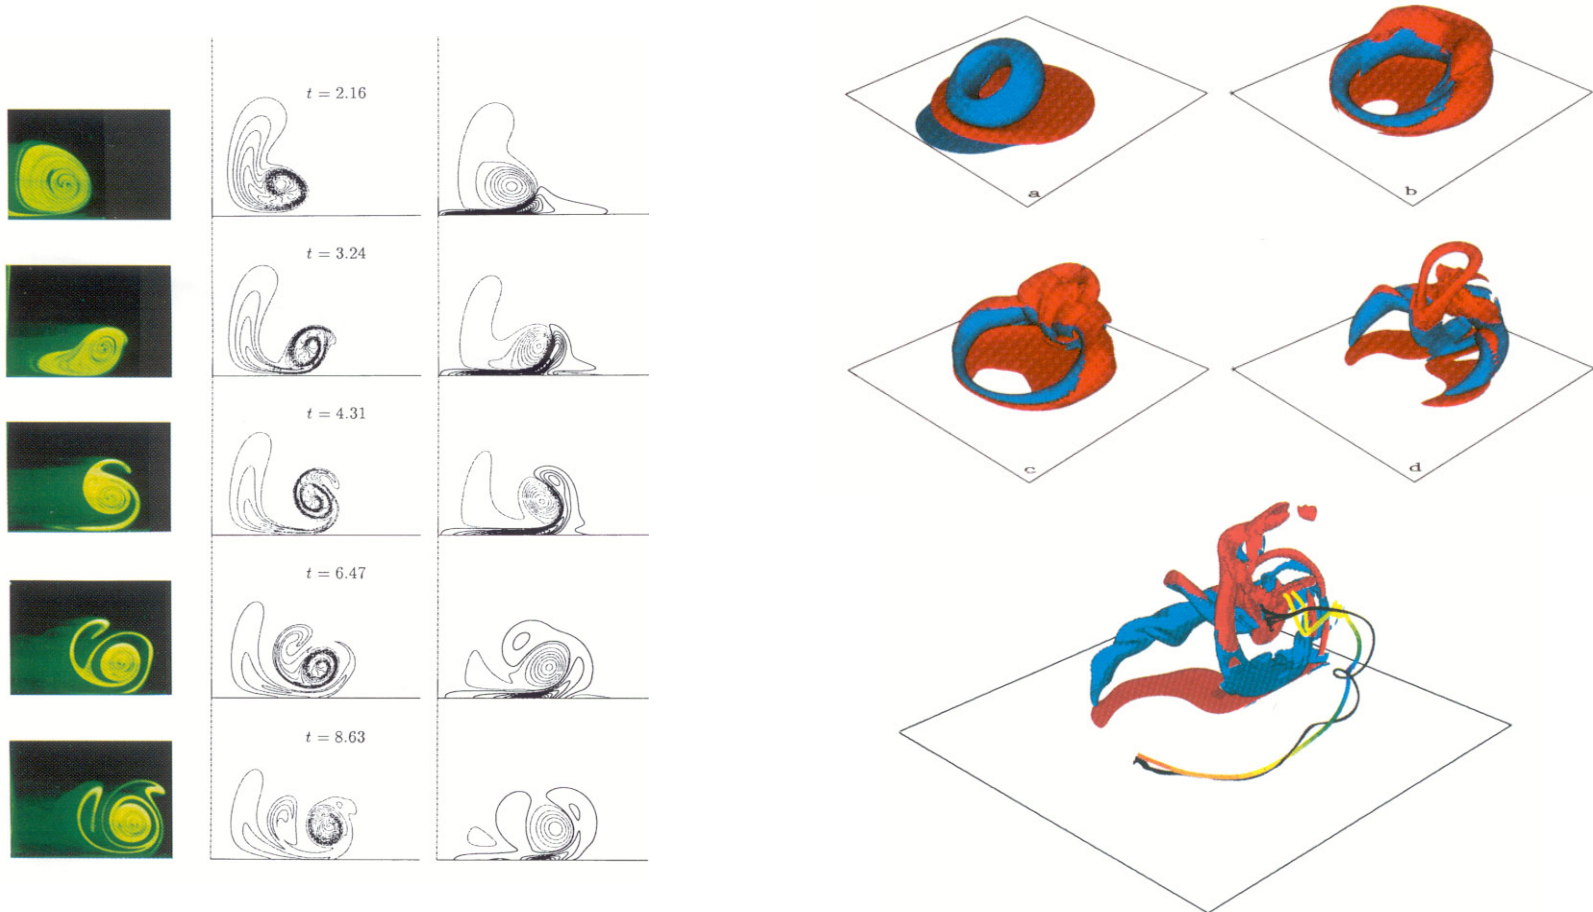 t = 2.16
t = 3.24
t = 4.31
t = 6.47
t = 8.63
a
b
c
d